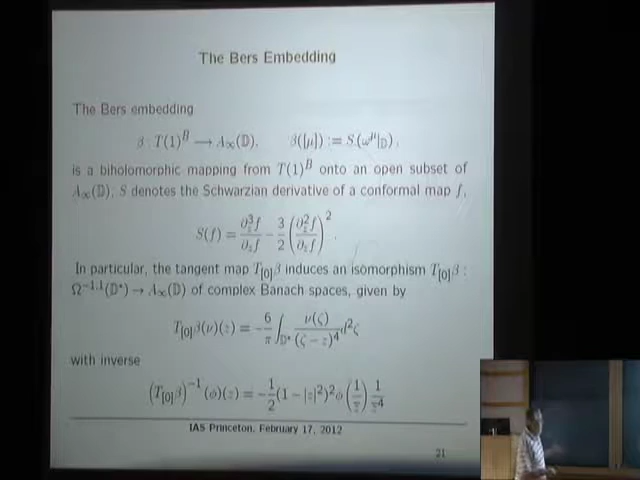 The Bers Embedding
The Bers embedding
β : T(1)^B ⟶ A_∞(𝔻), β([μ]) := S(ω^μ|_𝔻),
is a biholomorphic mapping from T(1)^B onto an open subset of
A_∞(𝔻), S denotes the Schwarzian derivative of a conformal map f,
S(f) = ∂_z^3 f / ∂_z f − 3/2 (∂_z^2 f / ∂_z f)^2.
In particular, the tangent map T_[0]β induces an isomorphism T_[0]β :
Ω^{-1,1}(𝔻*) → A_∞(𝔻) of complex Banach spaces, given by
T_[0]β(ν)(z) = −6/π ∫_{𝔻*} ν(ζ)/(ζ − z)^4 d^2ζ
with inverse
(T_[0]β)^{-1}(φ)(z) = −1/2 (1 − |z|^2)^2 φ(1/z̄) 1/z̄^4
IAS Princeton, February 17, 2012
21